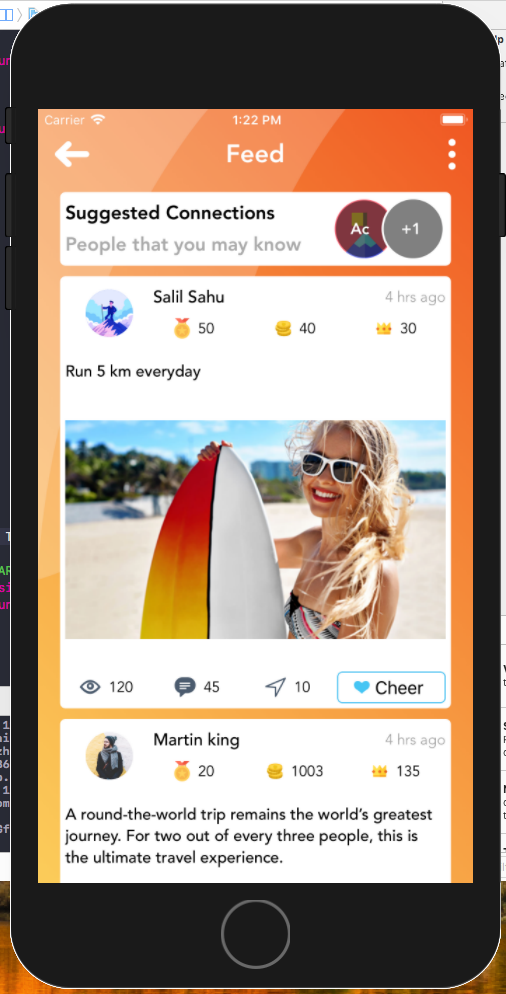 Carrier 1:22 PM
Feed
Suggested Connections
People that you may know
Ac +1
Salil Sahu 4 hrs ago
50 40 30
Run 5 km everyday
120 45 10 Cheer
Martin king 4 hrs ago
20 1003 135
A round-the-world trip remains the world's greatest
journey. For two out of every three people, this is
the ultimate travel experience.